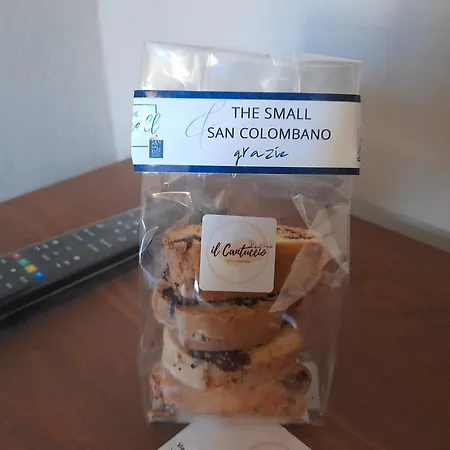 &
THE SMALL
SAN COLOMBANO
grazie
il Cantuccio